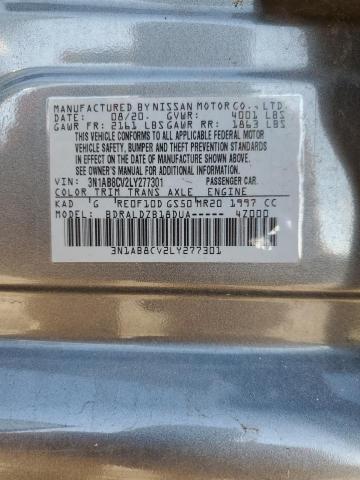 MANUFACTURED BY NISSAN MOTOR CO., LTD.
DATE: 08/20. GVWR: 4001 LBS
GAWR FR: 2161 LBS GAWR RR: 1863 LBS
THIS VEHICLE CONFORMS TO ALL APPLICABLE FEDERAL MOTOR
VEHICLE SAFETY, BUMPER AND THEFT PREVENTION STANDARDS
IN EFFECT ON THE DATE OF MANUFACTURE SHOWN ABOVE.
SEE OWNER'S MANUAL FOR ADDITIONAL INFORMATION.
VIN: 3N1AB8CV2LY277301 PASSENGER CAR.
COLOR TRIM TRANS AXLE ENGINE
KAD 'G RE0F10D GS50 MR20 1997 CC
MODEL: BDRALDZB18DUA----- 4Z000
3N1AB8CV2LY277301